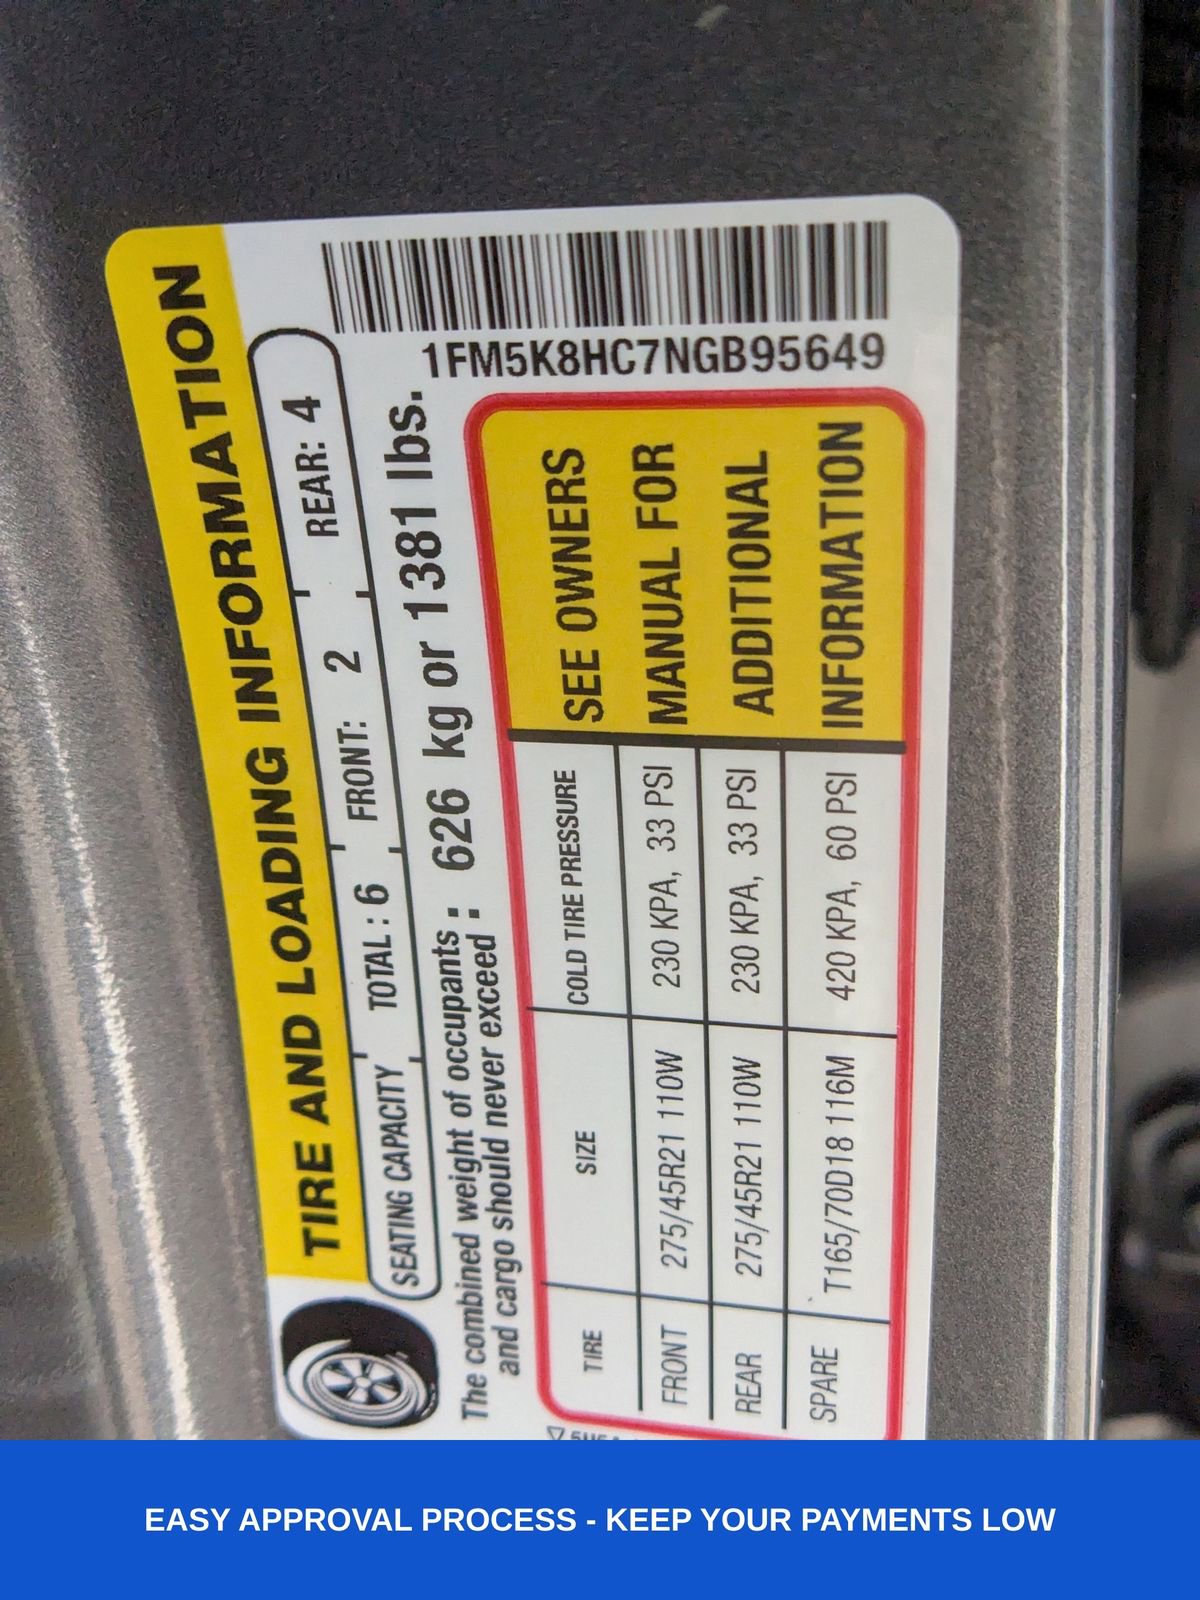 TIRE AND LOADING INFORMATION
SEATING CAPACITY TOTAL : 6 FRONT: 2 REAR: 4
The combined weight of occupants : 626 kg or 1381 lbs.
and cargo should never exceed :
1FM5K8HC7NGB95649
TIRE SIZE COLD TIRE PRESSURE
FRONT 275/45R21 110W 230 KPA, 33 PSI
REAR 275/45R21 110W 230 KPA, 33 PSI
SPARE T165/70D18 116M 420 KPA, 60 PSI
SEE OWNERS
MANUAL FOR
ADDITIONAL
INFORMATION
EASY APPROVAL PROCESS - KEEP YOUR PAYMENTS LOW